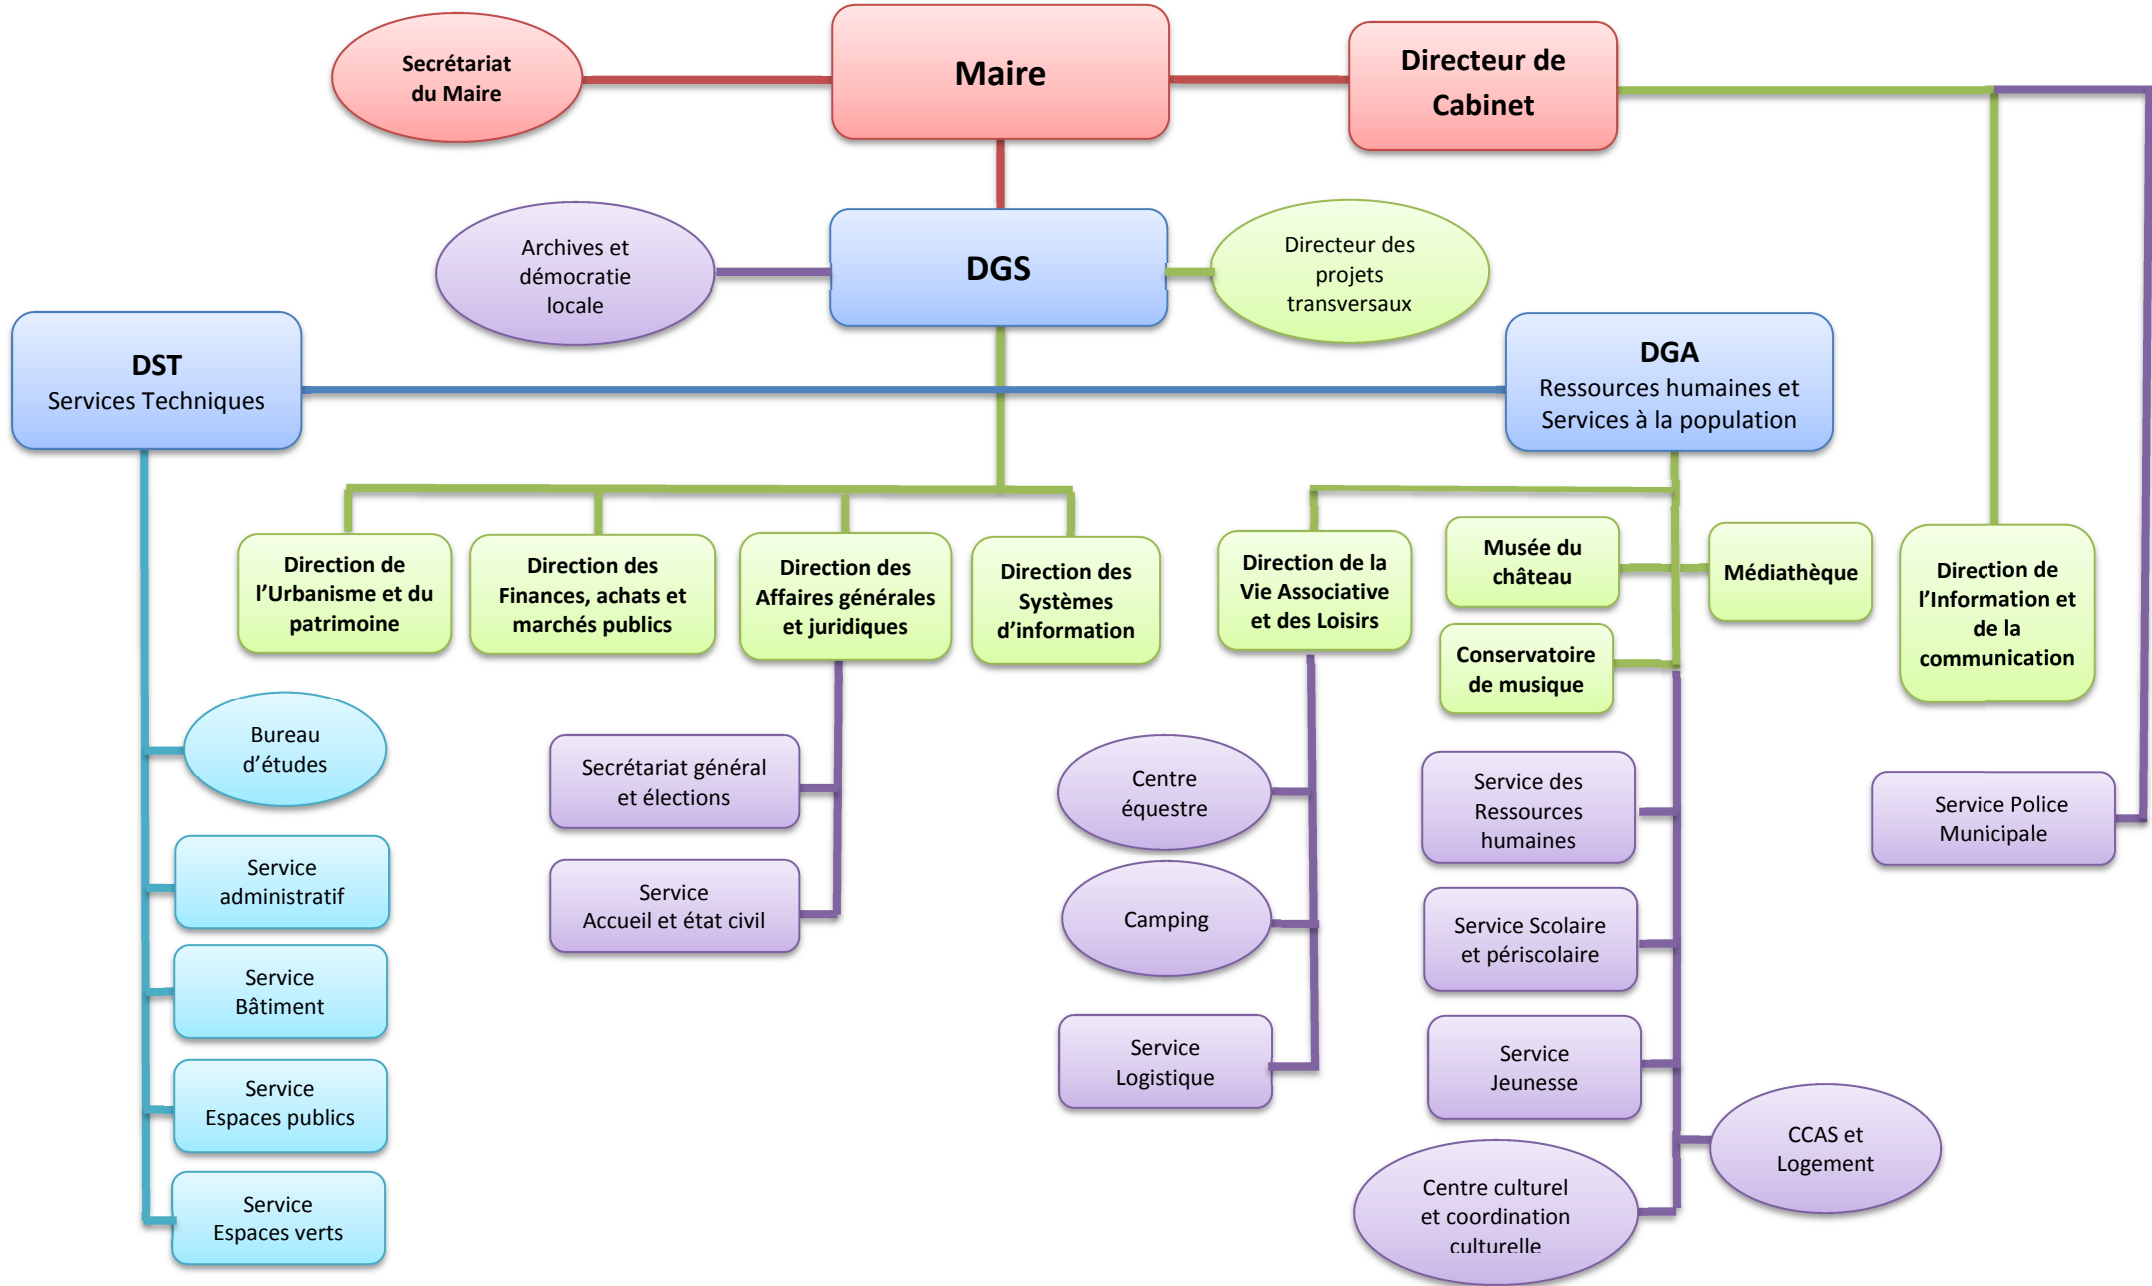 Secrétariat
du Maire
Maire
Directeur de
Cabinet
Archives et
démocratie
locale
DGS
Directeur des
projets
transversaux
DST
Services Techniques
DGA
Ressources humaines et
Services à la population
Direction de
l’Urbanisme et du
patrimoine
Direction des
Finances, achats et
marchés publics
Direction des
Affaires générales
et juridiques
Direction des
Systèmes
d’information
Direction de la
Vie Associative
et des Loisirs
Musée du
château
Médiathèque
Conservatoire
de musique
Direction de
l’Information et
de la
communication
Bureau
d’études
Service
administratif
Service
Bâtiment
Service
Espaces publics
Service
Espaces verts
Secrétariat général
et élections
Service
Accueil et état civil
Centre
équestre
Camping
Service
Logistique
Service des
Ressources
humaines
Service Scolaire
et périscolaire
Service
Jeunesse
Centre culturel
et coordination
culturelle
CCAS et
Logement
Service Police
Municipale